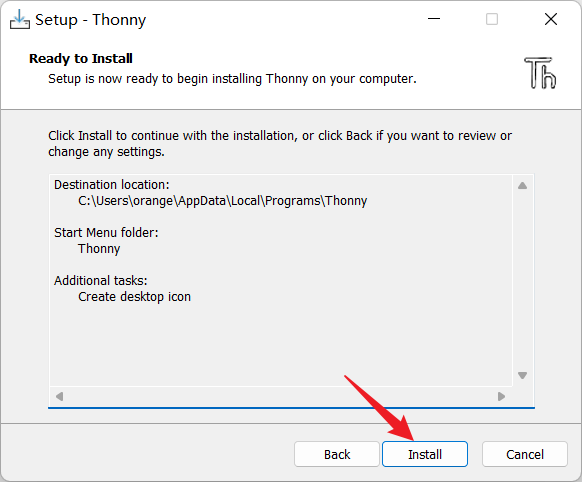 Setup - Thonny
Ready to Install
Setup is now ready to begin installing Thonny on your computer.
Th
Click Install to continue with the installation, or click Back if you want to review or
change any settings.
Destination location:
C:\Users\orange\AppData\Local\Programs\Thonny
Start Menu folder:
Thonny
Additional tasks:
Create desktop icon
Back
Install
Cancel